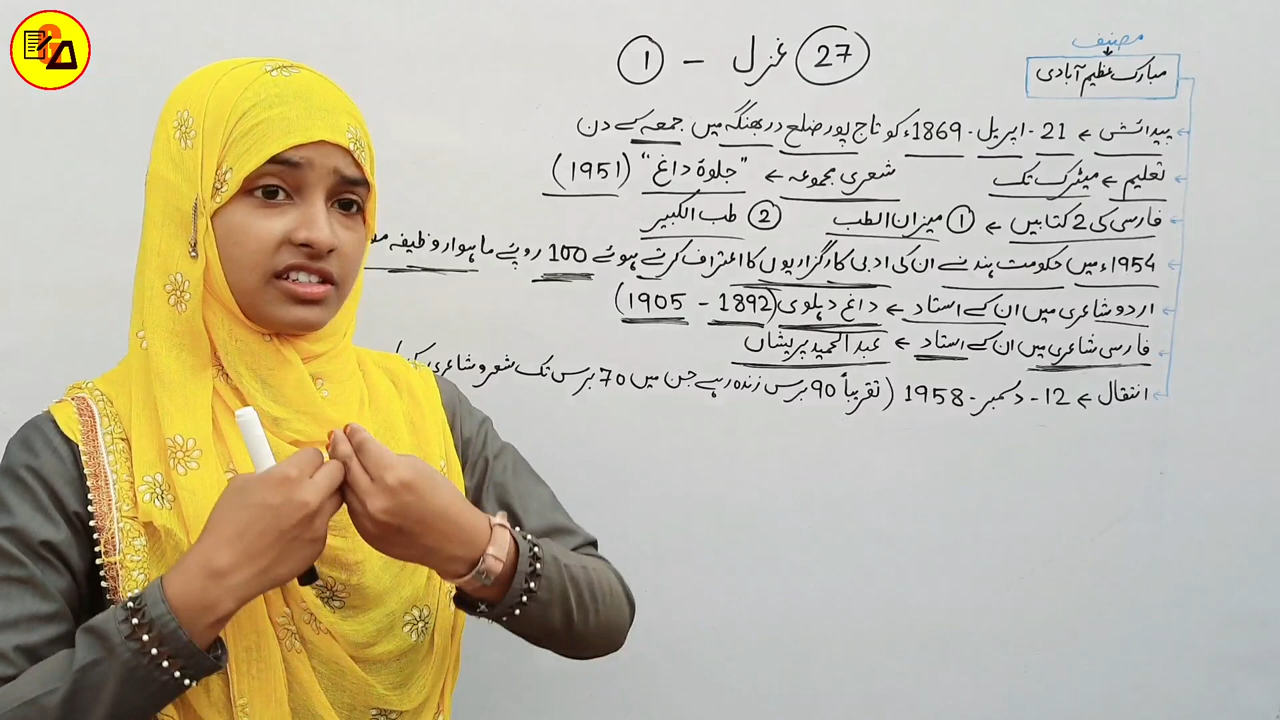 27 غزل - 1
مصنف
مبارک عظیم آبادی
پیدائشی ← 21 - اپریل - 1869ء کو تاج پور ضلع دربھنگہ میں جمعہ کے دن
تعلیم ← میٹرک تک شعری مجموعہ ← "جلوۂ داغ" (1951)
فارسی کی 2 کتابیں ← 1 میزان الطب 2 طب الکبیر
1954ء میں حکومت ہند نے ان کی ادبی کارگزاریوں کا اعتراف کرتے ہوئے 100 روپئے ماہوار وظیفہ
اردو شاعری میں ان کے استاد ← داغ دہلوی (1892 - 1905)
فارسی شاعری میں ان کے استاد ← عبدالحمید پریشاں
انتقال ← 12 - دسمبر - 1958 (تقریباً 90 برس زندہ رہے جن میں 70 برس تک شعر و شاعری